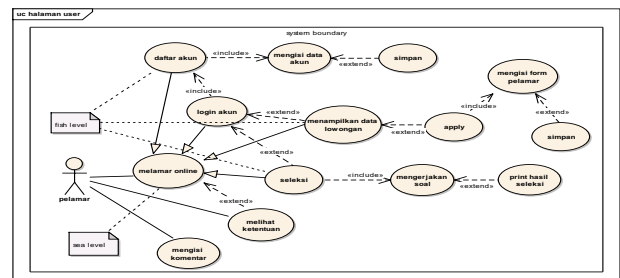 uc halaman user
system boundary
daftar akun
«include»
mengisi data
akun
«extend»
simpan
mengisi form
pelamar
«include»
login akun
«include»
«extend»
menampilkan data
lowongan
«extend»
apply
«extend»
simpan
fish level
«extend»
melamar online
seleksi
«include»
mengerjakan
soal
«extend»
print hasil
seleksi
pelamar
«extend»
melihat
ketentuan
sea level
mengisi
komentar